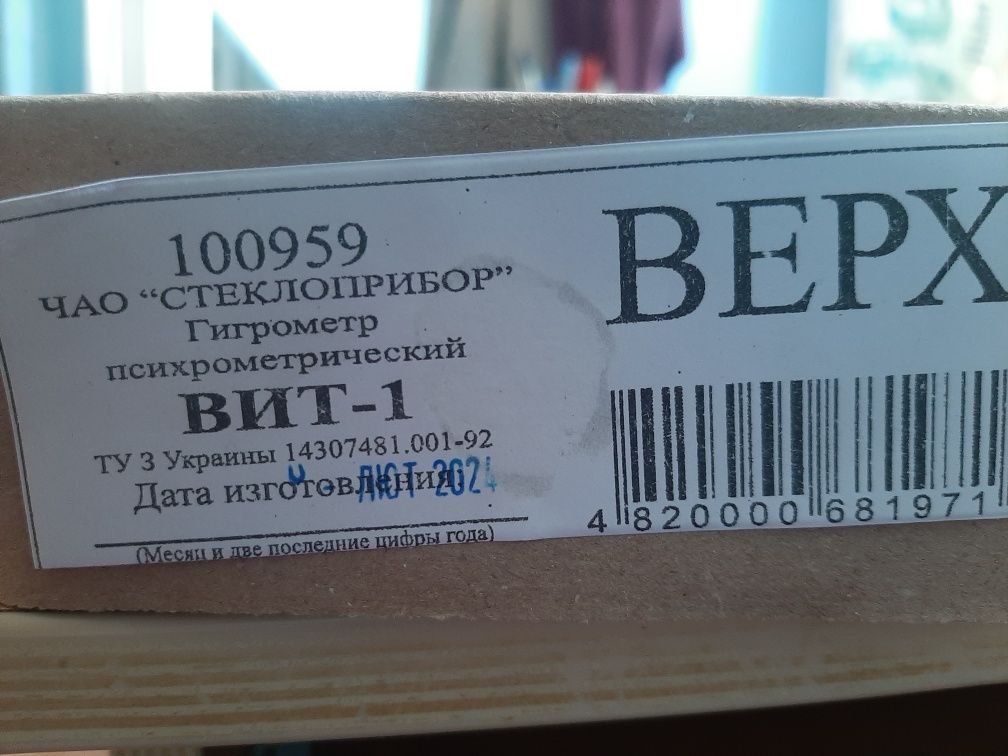 100959
ЧАО “СТЕКЛОПРИБОР”
Гигрометр
психрометрический
ВИТ-1
ТУ 3 Украины 14307481.001-92
Дата изготовления.
ЛЮТ 2024
(Месяц и две последние цифры года)
ВЕРХ
4 820000 681971